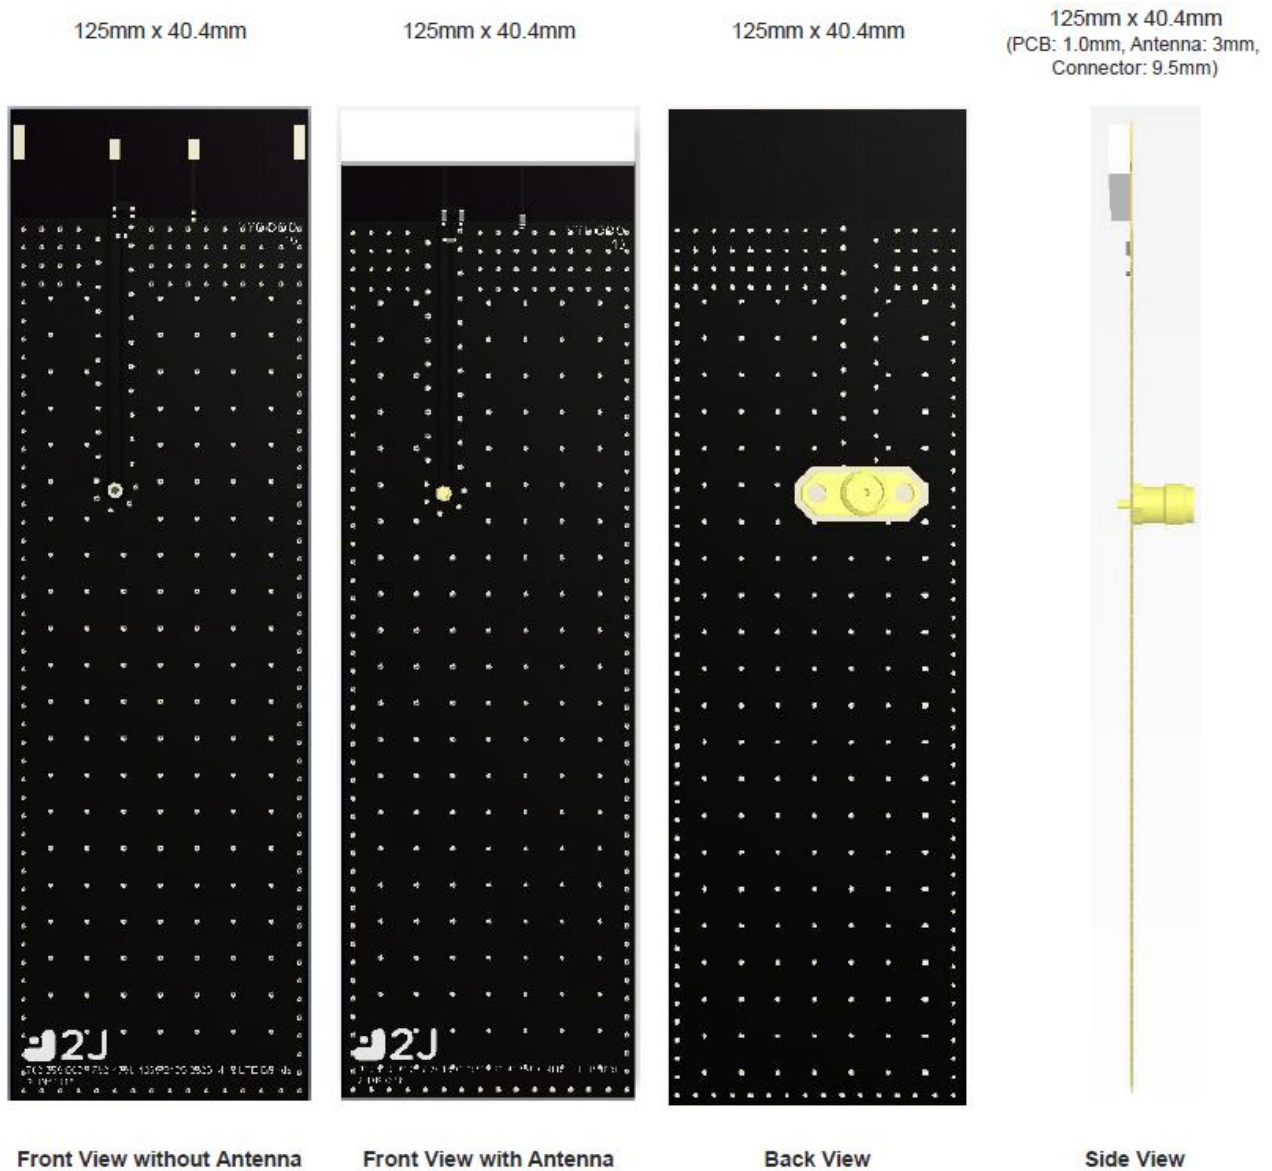 125mm x 40.4mm
125mm x 40.4mm
125mm x 40.4mm
125mm x 40.4mm
(PCB: 1.0mm, Antenna: 3mm,
Connector: 9.5mm)
2J
2J
Front View without Antenna
Front View with Antenna
Back View
Side View